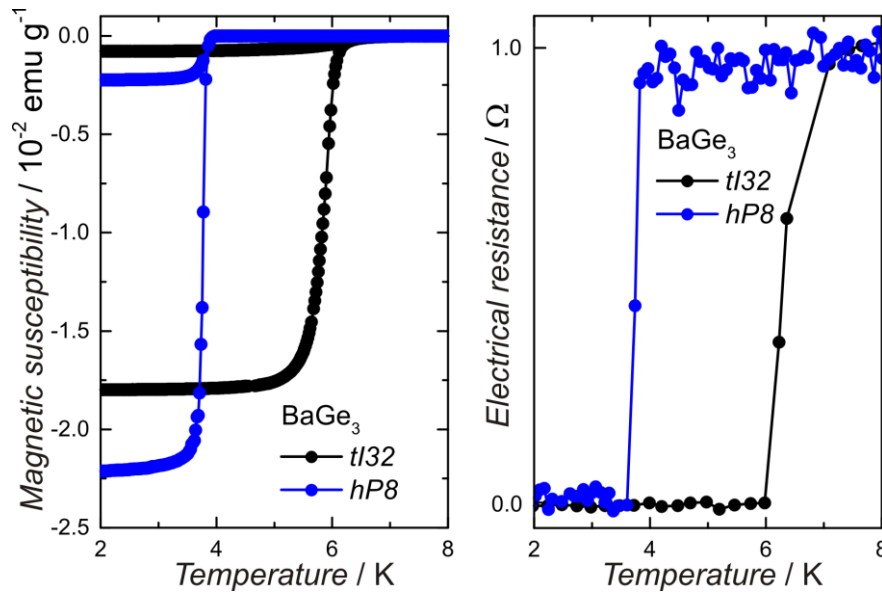 Magnetic susceptibility / 10⁻² emu g⁻¹
0.0
-0.5
-1.0
-1.5
-2.0
-2.5
BaGe₃
tI32
hP8
2 4 6 8
Temperature / K
Electrical resistance / Ω
1.0
0.0
BaGe₃
tI32
hP8
2 4 6 8
Temperature / K